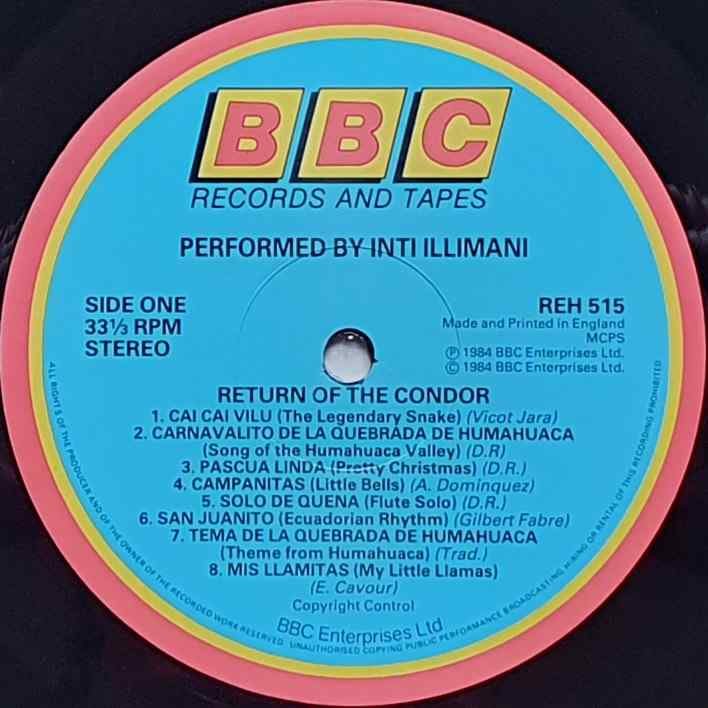 BBC
RECORDS AND TAPES
PERFORMED BY INTI ILLIMANI
SIDE ONE
33⅓ RPM
STEREO
REH 515
Made and Printed in England
MCPS
Ⓟ 1984 BBC Enterprises Ltd.
© 1984 BBC Enterprises Ltd.
RETURN OF THE CONDOR
1. CAI CAI VILU (The Legendary Snake) (Vicot Jara)
2. CARNAVALITO DE LA QUEBRADA DE HUMAHUACA
(Song of the Humahuaca Valley) (D.R)
3. PASCUA LINDA (Pretty Christmas) (D.R.)
4. CAMPANITAS (Little Bells) (A. Dominquez)
5. SOLO DE QUENA (Flute Solo) (D.R.)
6. SAN JUANITO (Ecuadorian Rhythm) (Gilbert Fabre)
7. TEMA DE LA QUEBRADA DE HUMAHUACA
(Theme from Humahuaca) (Trad.)
8. MIS LLAMITAS (My Little Llamas)
(E. Cavour)
Copyright Control
BBC Enterprises Ltd
ALL RIGHTS OF THE PRODUCER AND OF THE OWNER OF THE RECORDED WORK RESERVED. UNAUTHORISED COPYING PUBLIC PERFORMANCE BROADCASTING HIRING OR RENTAL OF THIS RECORDING PROHIBITED